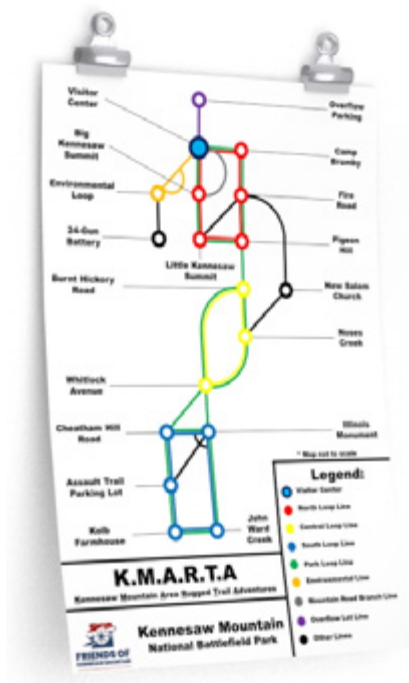 Visitor
Center
Overflow
Parking
Big
Kennesaw
Summit
Camp
Brumby
Environmental
Loop
Fire
Road
24-Gun
Battery
Pigeon
Hill
Little Kennesaw
Summit
Burnt Hickory
Road
New Salem
Church
Noses
Creek
Whitlock
Avenue
Cheatham Hill
Road
Illinois
Monument
* Map not to scale
Assault Trail
Parking Lot
Kolb
Farmhouse
John
Ward
Creek
Legend:
Visitor Center
North Loop Line
Central Loop Line
South Loop Line
Park Loop Line
Environmental Line
Mountain Road Branch Line
Overflow Lot Line
Other Lines
K.M.A.R.T.A
Kennesaw Mountain Area Rugged Trail Adventures
FRIENDS OF
KENNESAW MOUNTAIN
Kennesaw Mountain
National Battlefield Park